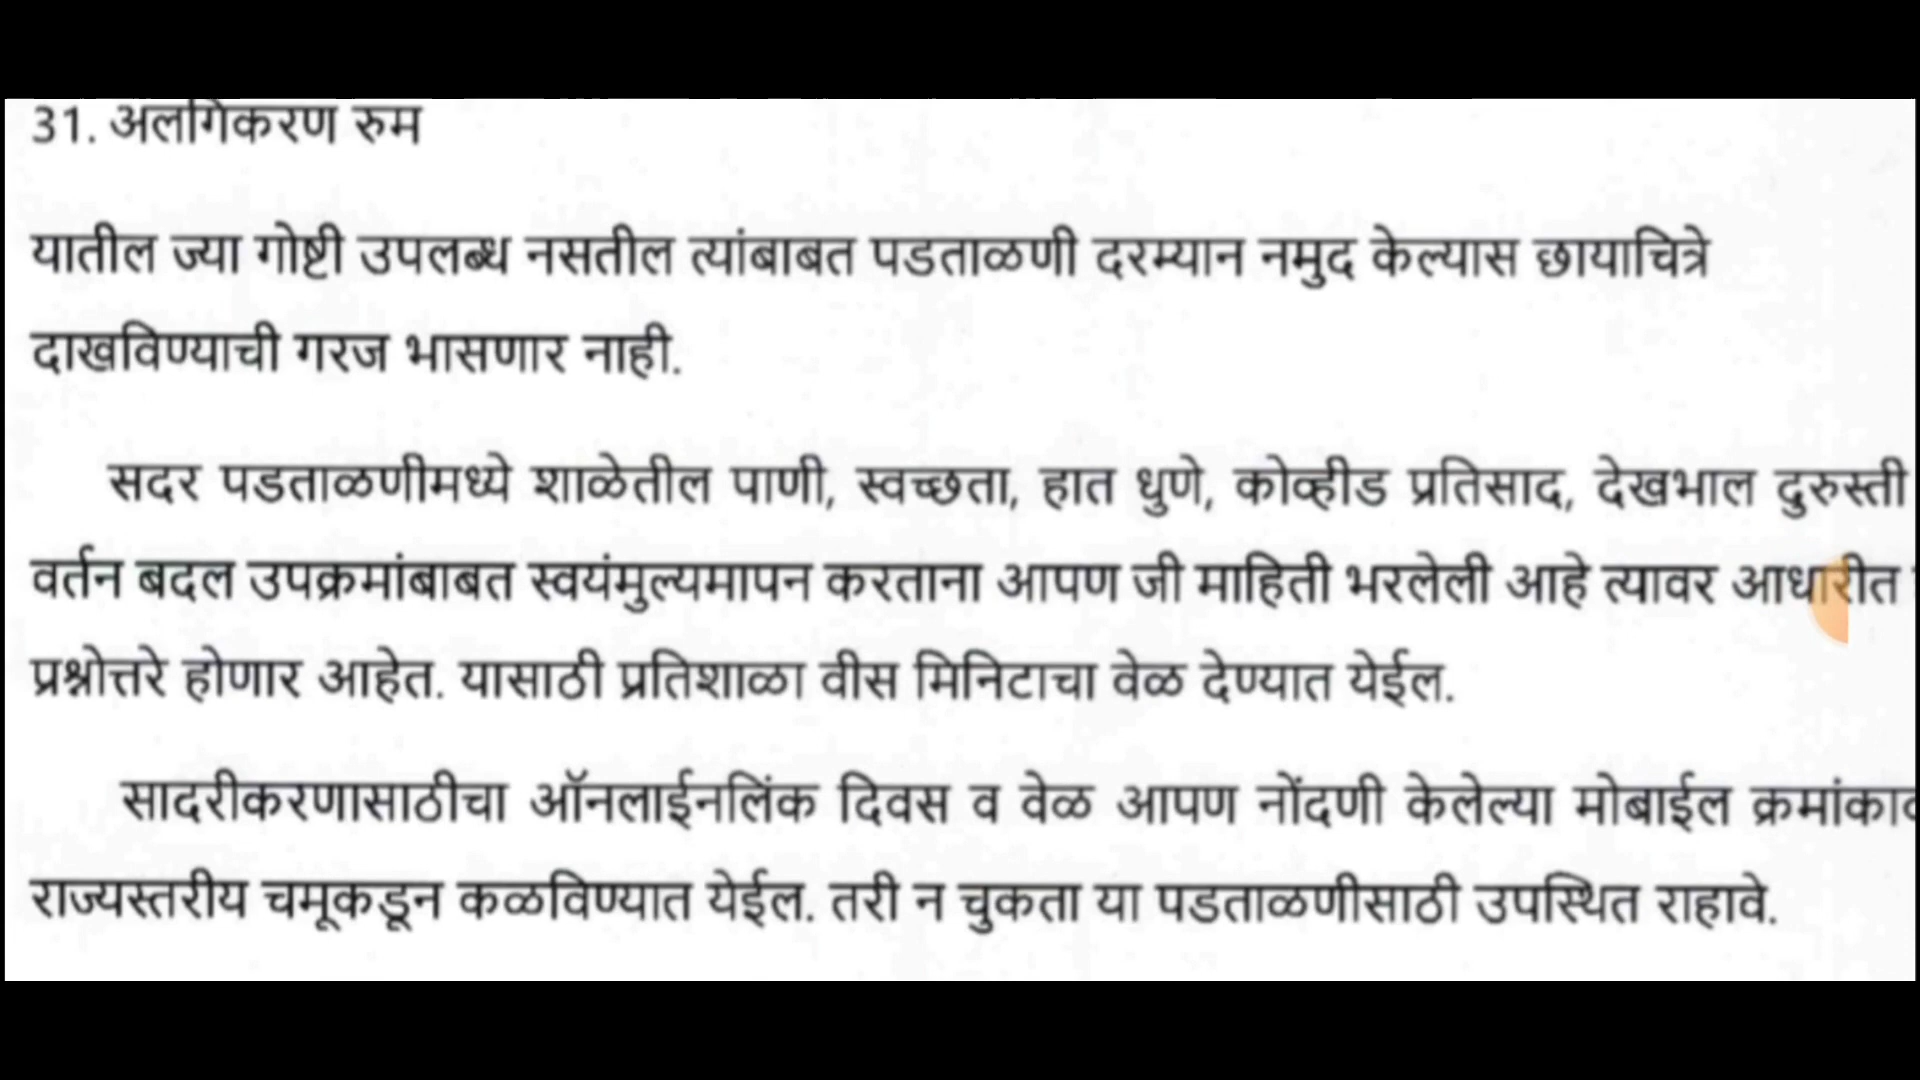 31. अलगिकरण रुम
यातील ज्या गोष्टी उपलब्ध नसतील त्यांबाबत पडताळणी दरम्यान नमुद केल्यास छायाचित्रे
दाखविण्याची गरज भासणार नाही.
सदर पडताळणीमध्ये शाळेतील पाणी, स्वच्छता, हात धुणे, कोव्हीड प्रतिसाद, देखभाल दुरुस्ती
वर्तन बदल उपक्रमांबाबत स्वयंमुल्यमापन करताना आपण जी माहिती भरलेली आहे त्यावर आधारीत
प्रश्नोत्तरे होणार आहेत. यासाठी प्रतिशाळा वीस मिनिटाचा वेळ देण्यात येईल.
सादरीकरणासाठीचा ऑनलाईनलिंक दिवस व वेळ आपण नोंदणी केलेल्या मोबाईल
राज्यस्तरीय चमूकडून कळविण्यात येईल. तरी न चुकता या पडताळणीसाठी उपस्थित राहावे.